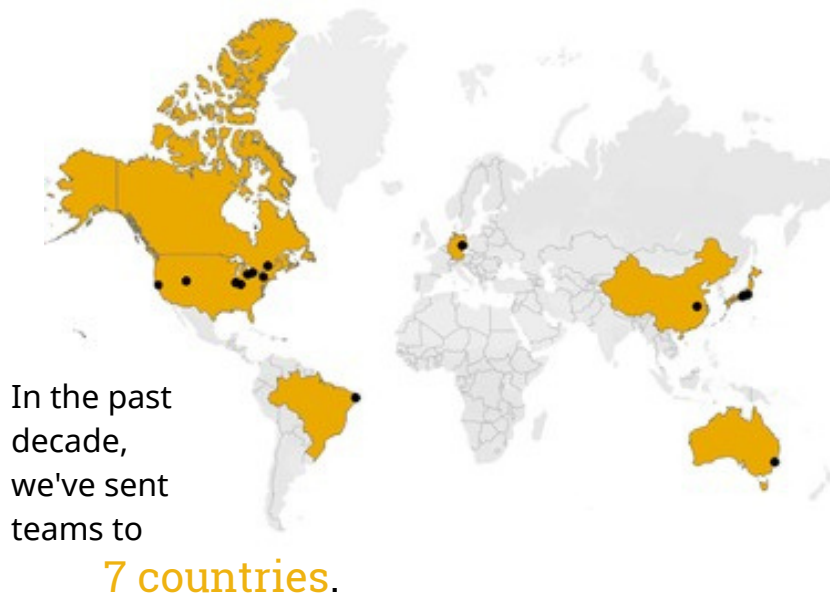 In the past
decade,
we've sent
teams to
7 countries.